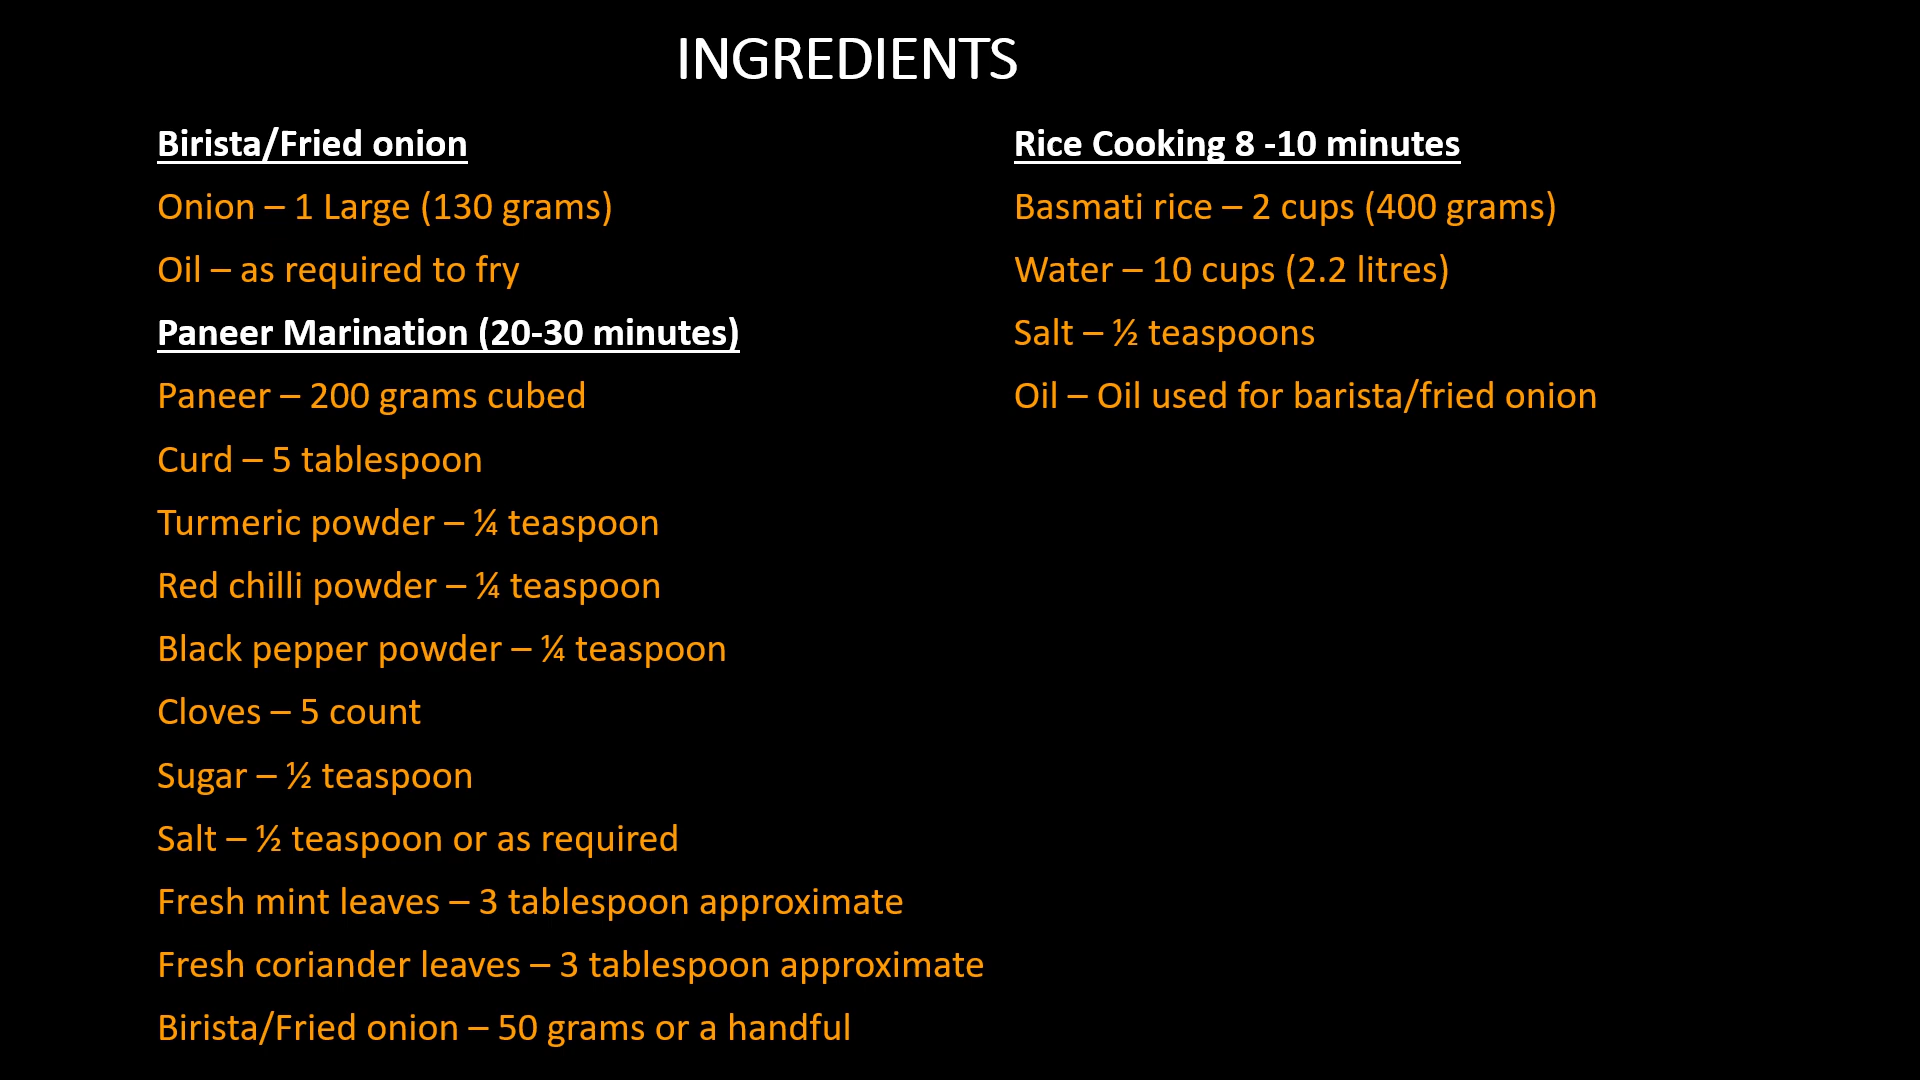 INGREDIENTS
Birista/Fried onion
Onion – 1 Large (130 grams)
Oil – as required to fry
Paneer Marination (20-30 minutes)
Paneer – 200 grams cubed
Curd – 5 tablespoon
Turmeric powder – ¼ teaspoon
Red chilli powder – ¼ teaspoon
Black pepper powder – ¼ teaspoon
Cloves – 5 count
Sugar – ½ teaspoon
Salt – ½ teaspoon or as required
Fresh mint leaves – 3 tablespoon approximate
Fresh coriander leaves – 3 tablespoon approximate
Birista/Fried onion – 50 grams or a handful
Rice Cooking 8 -10 minutes
Basmati rice – 2 cups (400 grams)
Water – 10 cups (2.2 litres)
Salt – ½ teaspoons
Oil – Oil used for barista/fried onion